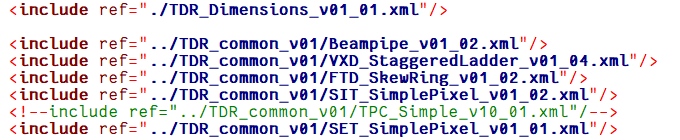 <include ref="./TDR_Dimensions_v01_01.xml"/>
<include ref="../TDR_common_v01/Beampipe_v01_02.xml"/>
<include ref="../TDR_common_v01/VXD_StaggeredLadder_v01_04.xml"/>
<include ref="../TDR_common_v01/FTD_SkewRing_v01_02.xml"/>
<include ref="../TDR_common_v01/SIT_SimplePixel_v01_02.xml"/>
<!--include ref="../TDR_common_v01/TPC_Simple_v10_01.xml"/-->
<include ref="../TDR_common_v01/SET_SimplePixel_v01_01.xml"/>